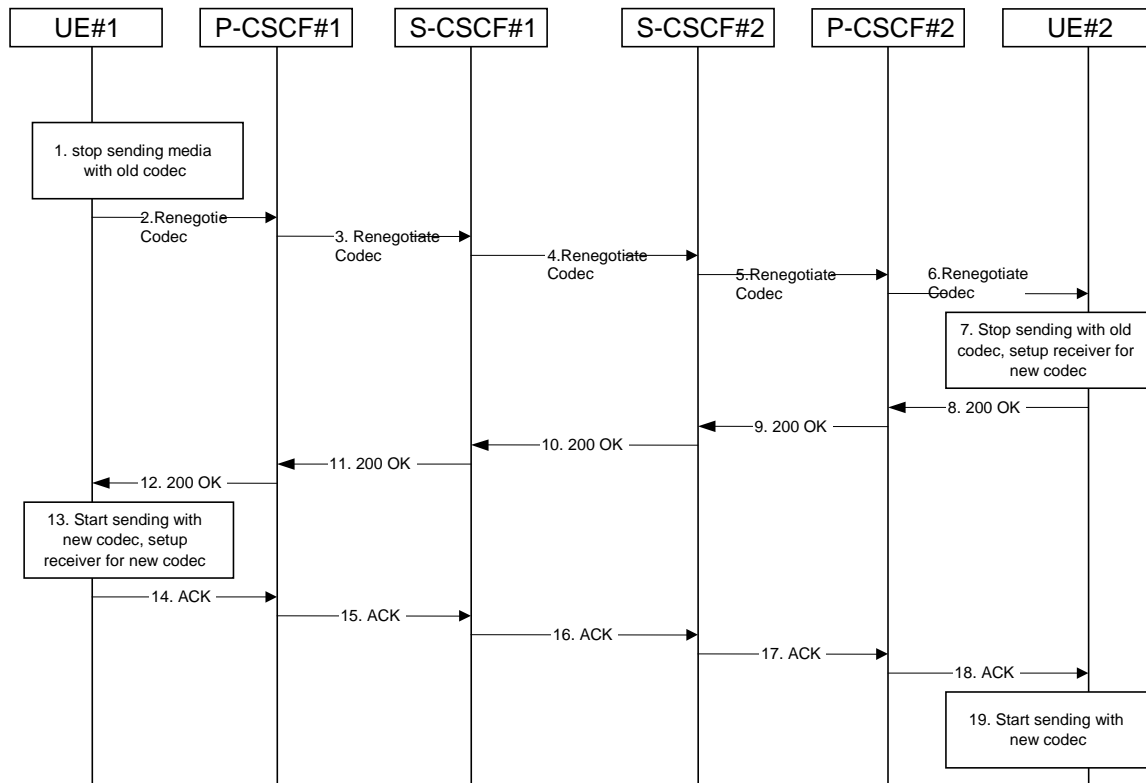 UE#1
P-CSCF#1
S-CSCF#1
S-CSCF#2
P-CSCF#2
UE#2
1. stop sending media
with old codec
2.Renegotie
Codec
3. Renegotiate
Codec
4.Renegotiate
Codec
5.Renegotiate
Codec
6.Renegotiate
Codec
7. Stop sending with old
codec, setup receiver for
new codec
8. 200 OK
9. 200 OK
10. 200 OK
11. 200 OK
12. 200 OK
13. Start sending with
new codec, setup
receiver for new codec
14. ACK
15. ACK
16. ACK
17. ACK
18. ACK
19. Start sending with
new codec